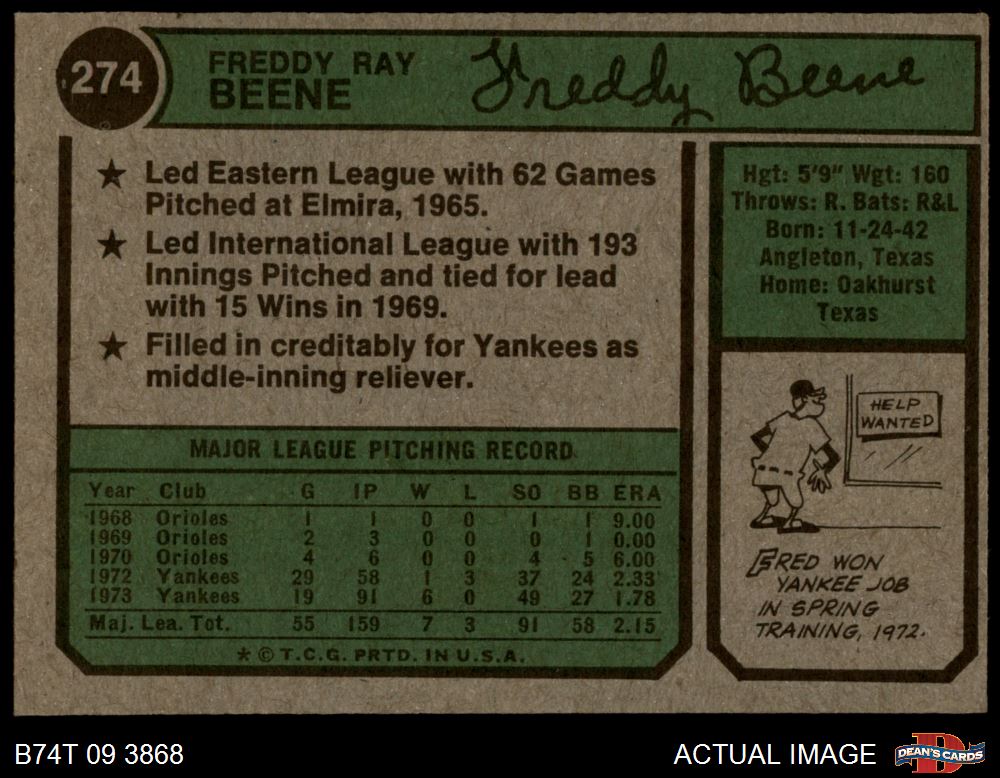 274
FREDDY RAY
BEENE
Freddy Beene
★ Led Eastern League with 62 Games
Pitched at Elmira, 1965.
★ Led International League with 193
Innings Pitched and tied for lead
with 15 Wins in 1969.
★ Filled in creditably for Yankees as
middle-inning reliever.
Hgt: 5'9" Wgt: 160
Throws: R. Bats: R&L
Born: 11-24-42
Angleton, Texas
Home: Oakhurst
Texas
HELP
WANTED
FRED WON
YANKEE JOB
IN SPRING
TRAINING, 1972.
MAJOR LEAGUE PITCHING RECORD
Year Club G IP W L SO BB ERA
1968 Orioles 1 1 0 0 1 1 9.00
1969 Orioles 2 3 0 0 0 1 0.00
1970 Orioles 4 6 0 0 4 5 6.00
1972 Yankees 29 58 1 3 37 24 2.33
1973 Yankees 19 91 6 0 49 27 1.78
Maj. Lea. Tot. 55 159 7 3 91 58 2.15
* © T.C.G. PRTD. IN U.S.A.
B74T 09 3868
ACTUAL IMAGE
D
DEAN'S CARDS